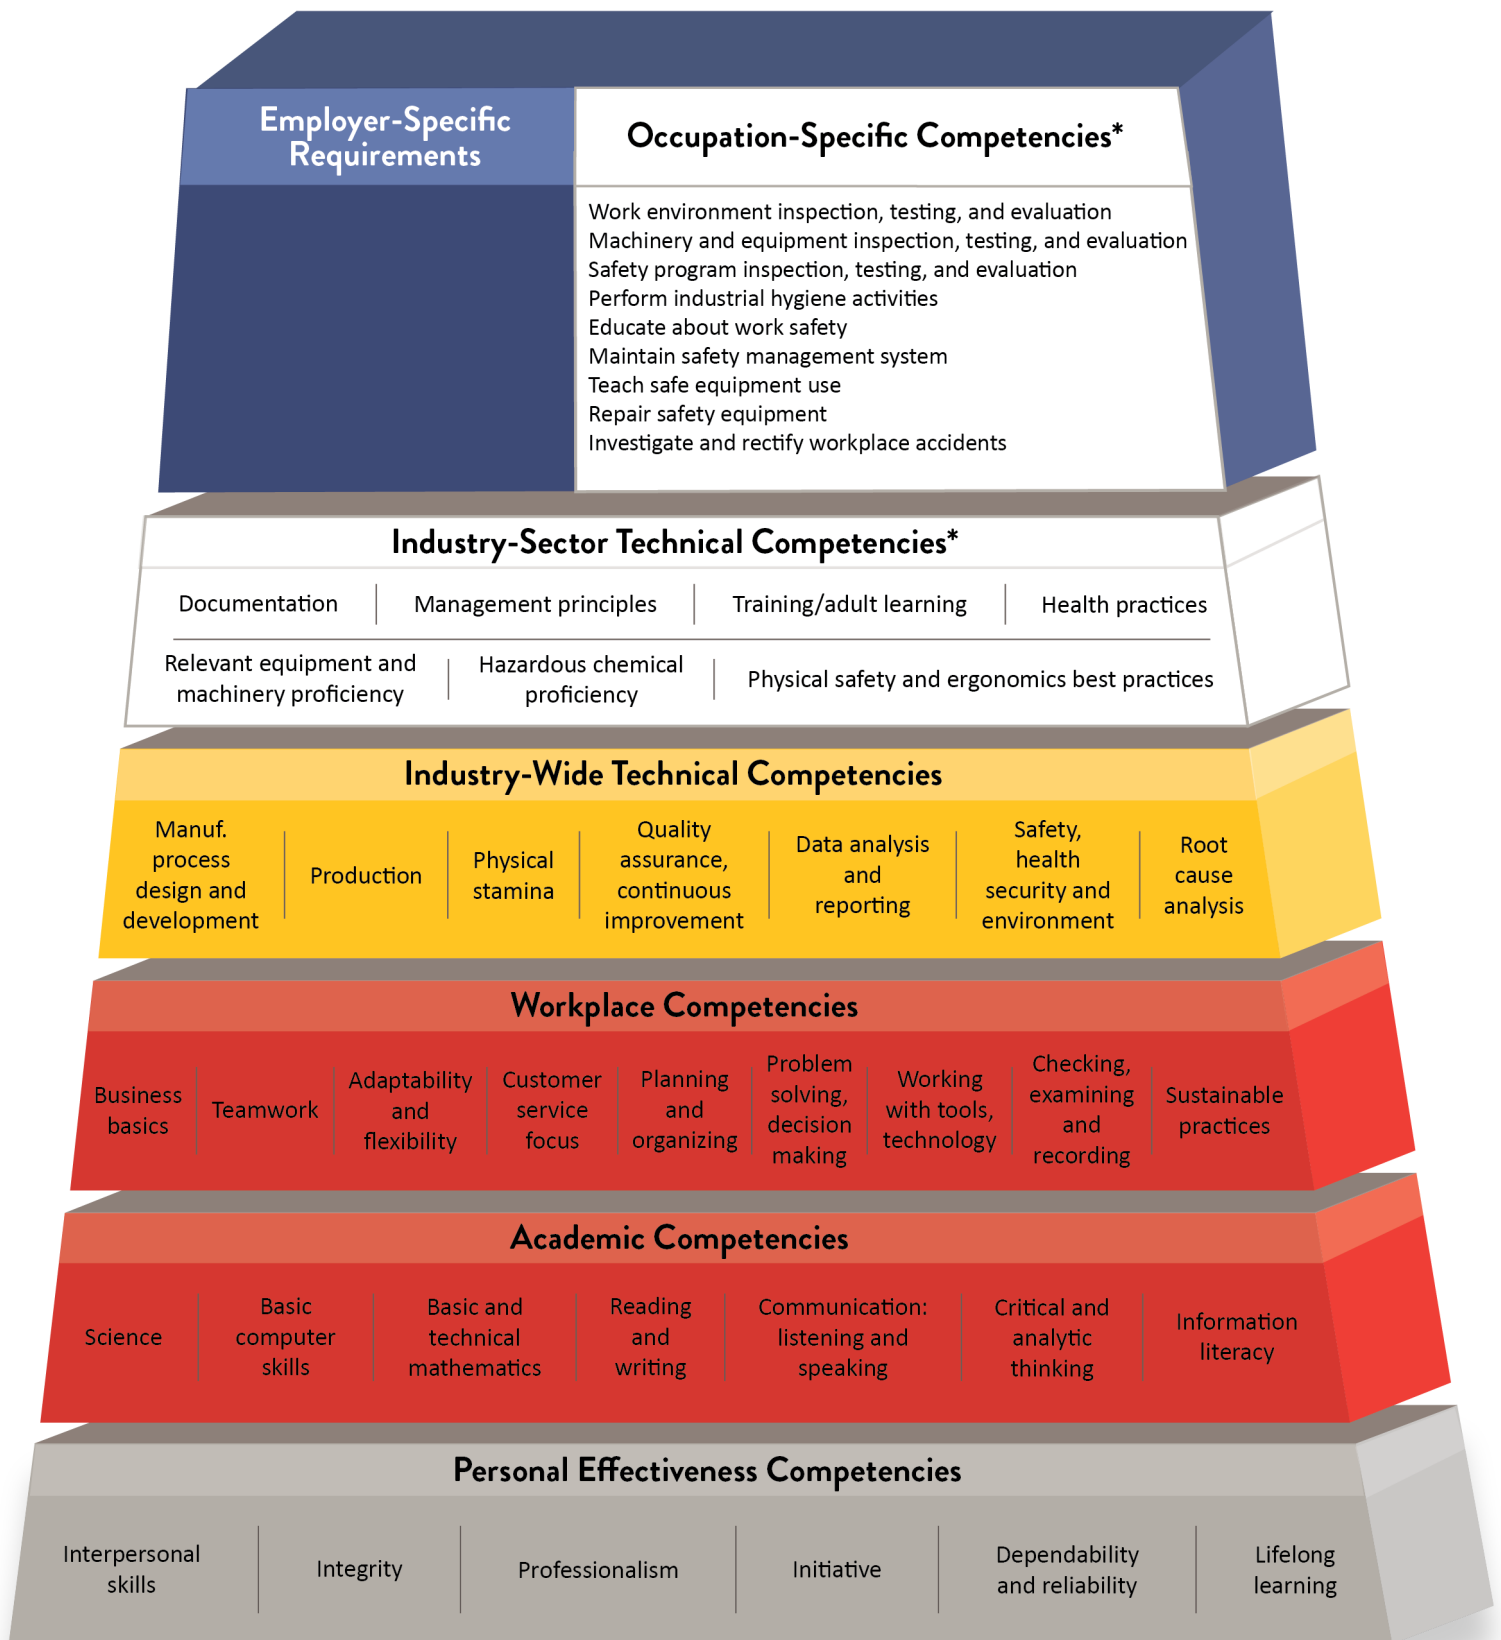 Employer-Specific
Requirements
Occupation-Specific Competencies*
Work environment inspection, testing, and evaluation
Machinery and equipment inspection, testing, and evaluation
Safety program inspection, testing, and evaluation
Perform industrial hygiene activities
Educate about work safety
Maintain safety management system
Teach safe equipment use
Repair safety equipment
Investigate and rectify workplace accidents
Industry-Sector Technical Competencies*
Documentation
Management principles
Training/adult learning
Health practices
Relevant equipment and
machinery proficiency
Hazardous chemical
proficiency
Physical safety and ergonomics best practices
Industry-Wide Technical Competencies
Manuf.
process
design and
development
Production
Physical
stamina
Quality
assurance,
continuous
improvement
Data analysis
and
reporting
Safety,
health
security and
environment
Root
cause
analysis
Workplace Competencies
Business
basics
Teamwork
Adaptability
and
flexibility
Customer
service
focus
Planning
and
organizing
Problem
solving,
decision
making
Working
with tools,
technology
Checking,
examining
and
recording
Sustainable
practices
Academic Competencies
Science
Basic
computer
skills
Basic and
technical
mathematics
Reading
and
writing
Communication:
listening and
speaking
Critical and
analytic
thinking
Information
literacy
Personal Effectiveness Competencies
Interpersonal
skills
Integrity
Professionalism
Initiative
Dependability
and reliability
Lifelong
learning